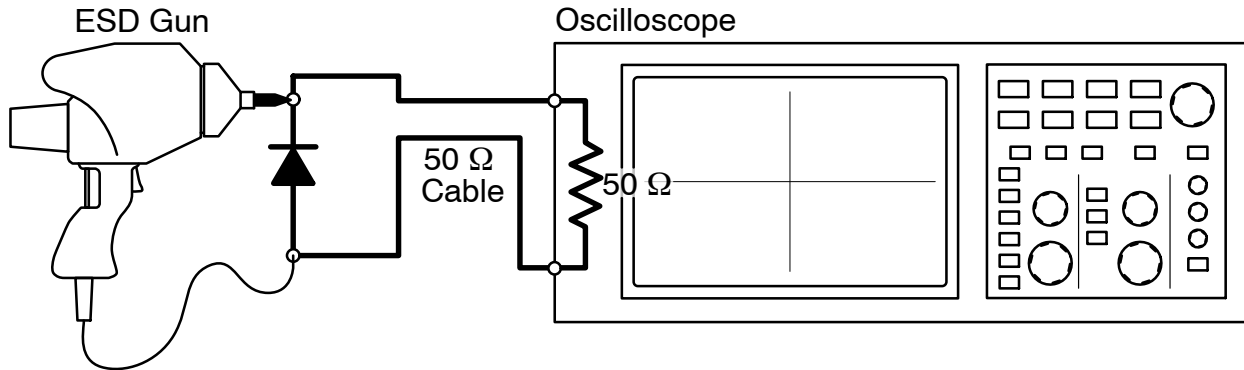 ESD Gun
Oscilloscope
50 Ω
Cable
50 Ω